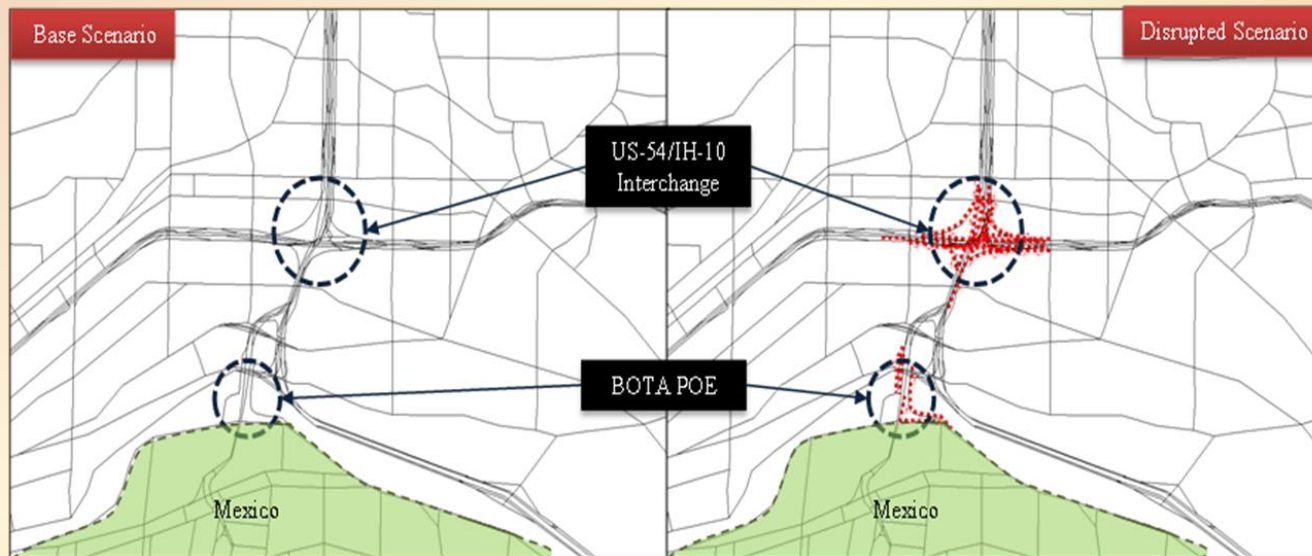 Base Scenario
Disrupted Scenario
US-54/IH-10
Interchange
BOTA POE
Mexico
Mexico